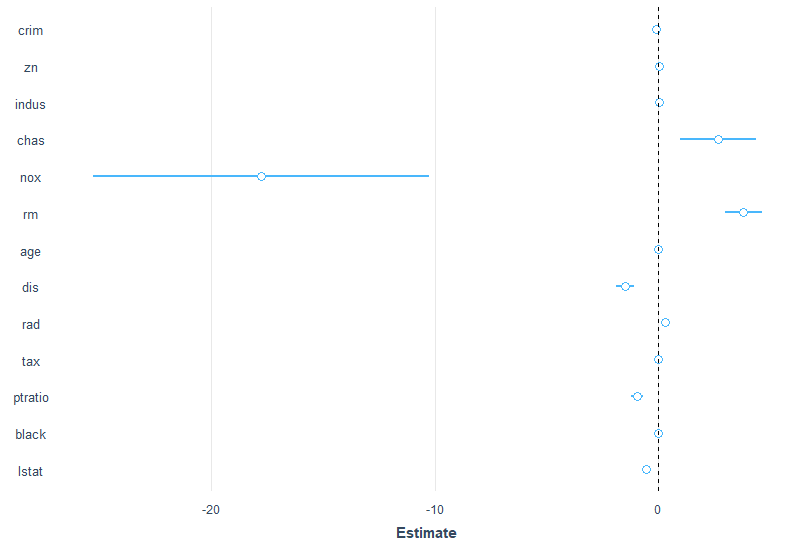 crim
zn
indus
chas
nox
rm
age
dis
rad
tax
ptratio
black
lstat
-20 -10 0
Estimate